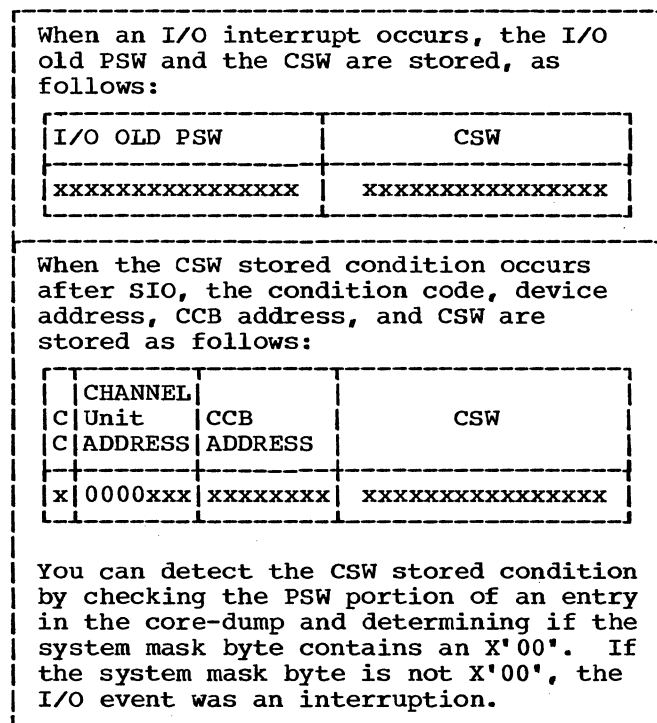 When an I/O interrupt occurs, the I/O
old PSW and the CSW are stored, as
follows:
I/O OLD PSW CSW
xxxxxxxxxxxxxxxx xxxxxxxxxxxxxxxx
When the CSW stored condition occurs
after SIO, the condition code, device
address, CCB address, and CSW are
stored as follows:
CHANNEL
C Unit CCB CSW
C ADDRESS ADDRESS
x 0000xxx xxxxxxxx xxxxxxxxxxxxxxxx
You can detect the CSW stored condition
by checking the PSW portion of an entry
in the core-dump and determining if the
system mask byte contains an X'00'. If
the system mask byte is not X'00', the
I/O event was an interruption.